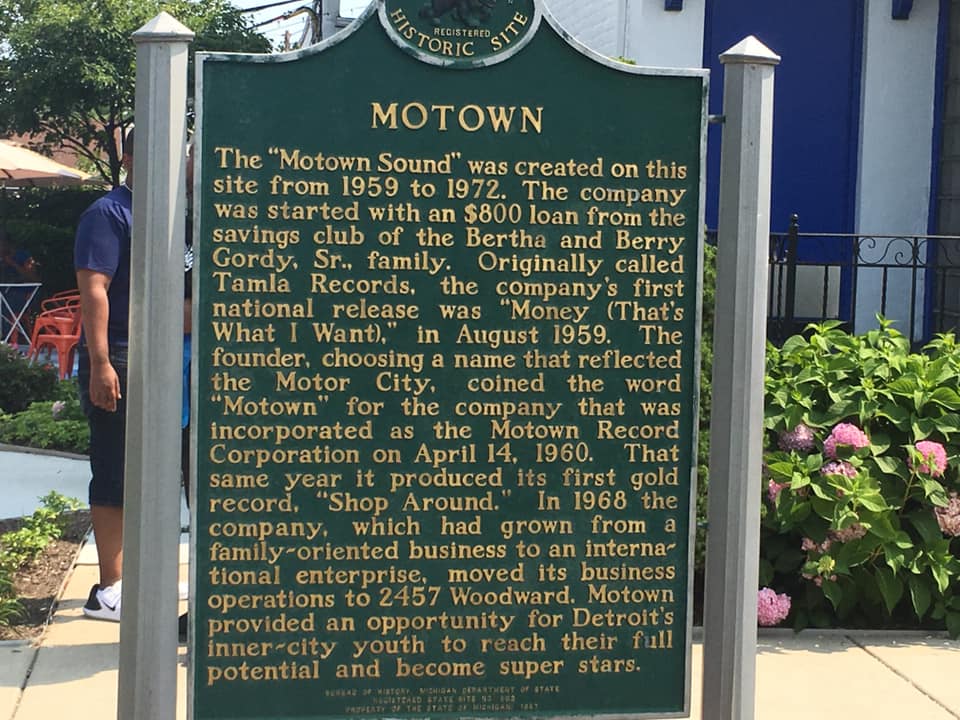 REGISTERED
HISTORIC SITE
MOTOWN
The "Motown Sound" was created on this
site from 1959 to 1972. The company
was started with an $800 loan from the
savings club of the Bertha and Berry
Gordy, Sr., family. Originally called
Tamla Records, the company's first
national release was "Money (That's
What I Want)," in August 1959. The
founder, choosing a name that reflected
the Motor City, coined the word
"Motown" for the company that was
incorporated as the Motown Record
Corporation on April 14, 1960. That
same year it produced its first gold
record, "Shop Around." In 1968 the
company, which had grown from a
family-oriented business to an interna-
tional enterprise, moved its business
operations to 2457 Woodward. Motown
provided an opportunity for Detroit's
inner-city youth to reach their full
potential and become super stars.
BUREAU OF HISTORY, MICHIGAN DEPARTMENT OF STATE
REGISTERED STATE SITE NO.
PROPERTY OF THE STATE OF MICHIGAN,